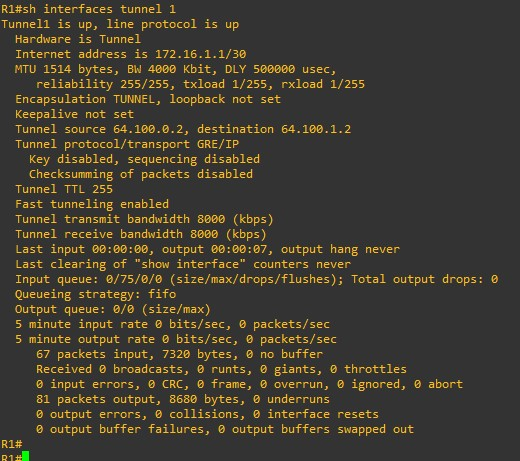 R1#sh interfaces tunnel 1
Tunnel1 is up, line protocol is up
  Hardware is Tunnel
  Internet address is 172.16.1.1/30
  MTU 1514 bytes, BW 4000 Kbit, DLY 500000 usec,
     reliability 255/255, txload 1/255, rxload 1/255
  Encapsulation TUNNEL, loopback not set
  Keepalive not set
  Tunnel source 64.100.0.2, destination 64.100.1.2
  Tunnel protocol/transport GRE/IP
    Key disabled, sequencing disabled
    Checksumming of packets disabled
  Tunnel TTL 255
  Fast tunneling enabled
  Tunnel transmit bandwidth 8000 (kbps)
  Tunnel receive bandwidth 8000 (kbps)
  Last input 00:00:00, output 00:00:07, output hang never
  Last clearing of "show interface" counters never
  Input queue: 0/75/0/0 (size/max/drops/flushes); Total output drops: 0
  Queueing strategy: fifo
  Output queue: 0/0 (size/max)
  5 minute input rate 0 bits/sec, 0 packets/sec
  5 minute output rate 0 bits/sec, 0 packets/sec
     67 packets input, 7320 bytes, 0 no buffer
     Received 0 broadcasts, 0 runts, 0 giants, 0 throttles
     0 input errors, 0 CRC, 0 frame, 0 overrun, 0 ignored, 0 abort
     81 packets output, 8680 bytes, 0 underruns
     0 output errors, 0 collisions, 0 interface resets
     0 output buffer failures, 0 output buffers swapped out
R1#
R1#